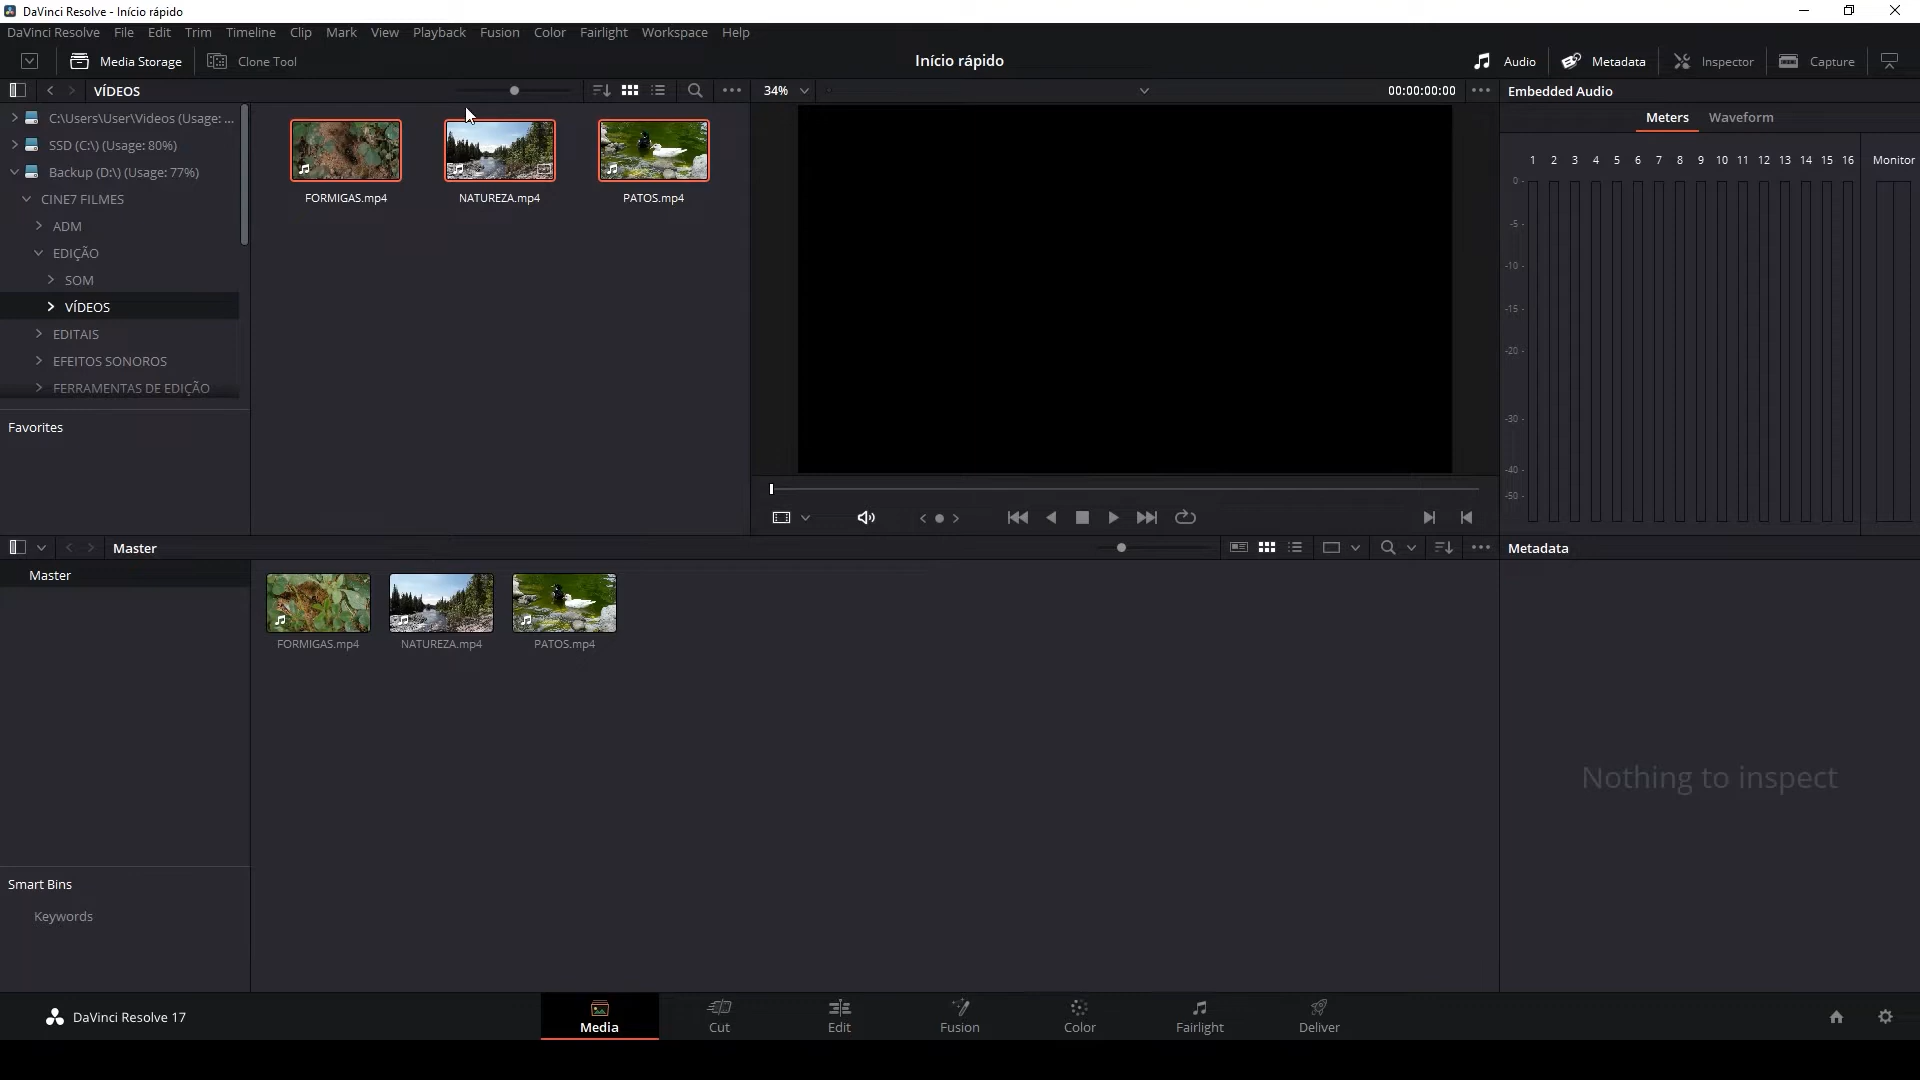 DaVinci Resolve - Início rápido
DaVinci Resolve File Edit Trim Timeline Clip Mark View Playback Fusion Color Fairlight Workspace Help
Media Storage Clone Tool Início rápido Audio Metadata Inspector Capture
VÍDEOS 34% 00:00:00:00 Embedded Audio
Meters Waveform
C:\Users\User\Videos (Usage: ...
SSD (C:\) (Usage: 80%)
Backup (D:\) (Usage: 77%)
CINE7 FILMES
ADM
EDIÇÃO
SOM
VÍDEOS
EDITAIS
EFEITOS SONOROS
FERRAMENTAS DE EDIÇÃO
Favorites
FORMIGAS.mp4 NATUREZA.mp4 PATOS.mp4
1 2 3 4 5 6 7 8 9 10 11 12 13 14 15 16 Monitor
0 -
-5 -
-10 -
-15 -
-20 -
-30 -
-40 -
-50 -
Master Metadata
Master
FORMIGAS.mp4 NATUREZA.mp4 PATOS.mp4
Nothing to inspect
Smart Bins
Keywords
DaVinci Resolve 17 Media Cut Edit Fusion Color Fairlight Deliver